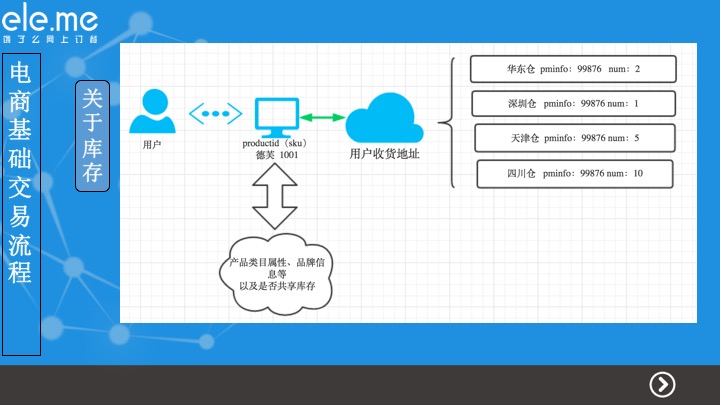 ele.me
饿了么网上订餐
电商基础交易流程
关于库存
用户
productid（sku）
德芙 1001
用户收货地址
华东仓 pminfo：99876 num：2
深圳仓 pminfo：99876 num：1
天津仓 pminfo：99876 num：5
四川仓 pminfo：99876 num：10
产品类目属性、品牌信
息等
以及是否共享库存